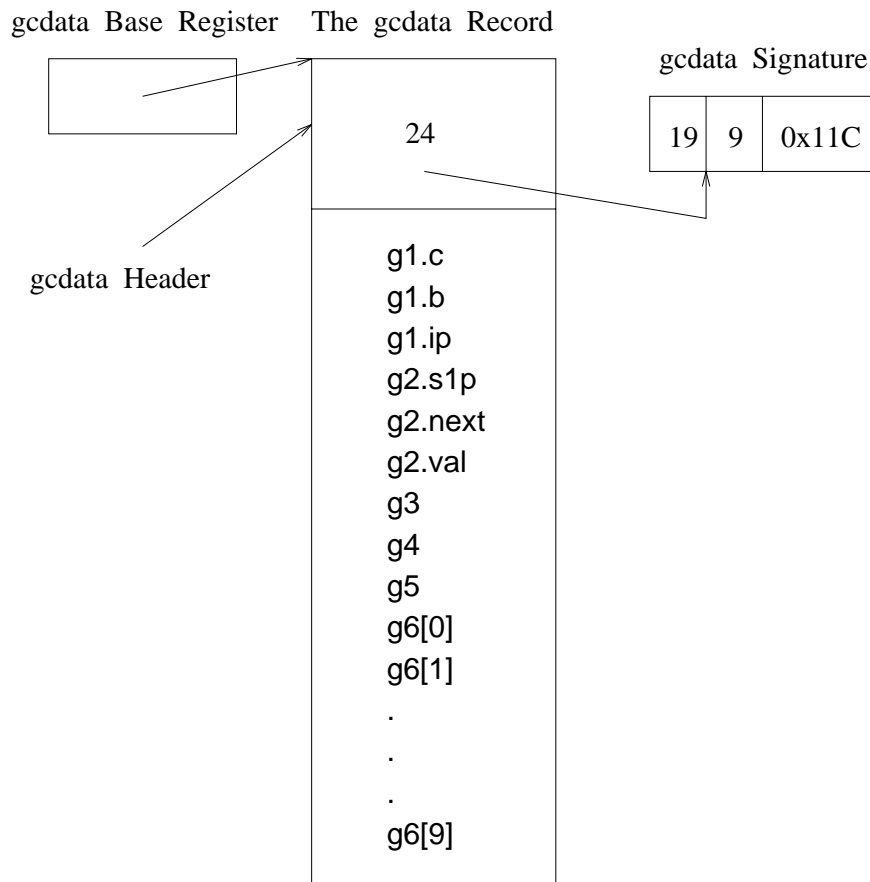 gcdata Base Register
The gcdata Record
gcdata Signature
24
19 9 0x11C
gcdata Header
g1.c
g1.b
g1.ip
g2.s1p
g2.next
g2.val
g3
g4
g5
g6[0]
g6[1]
.
.
.
g6[9]